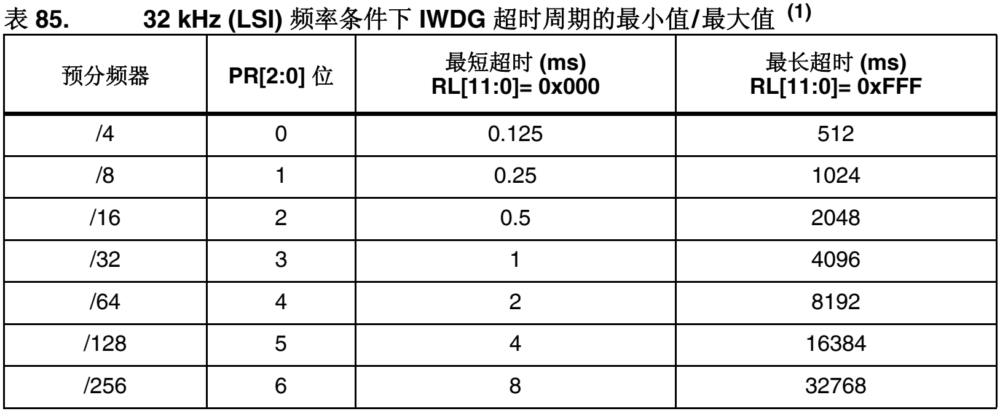 表 85. 32 kHz (LSI) 频率条件下 IWDG 超时周期的最小值/最大值 (1)
预分频器 PR[2:0] 位 最短超时 (ms) RL[11:0]= 0x000 最长超时 (ms) RL[11:0]= 0xFFF
/4 0 0.125 512
/8 1 0.25 1024
/16 2 0.5 2048
/32 3 1 4096
/64 4 2 8192
/128 5 4 16384
/256 6 8 32768